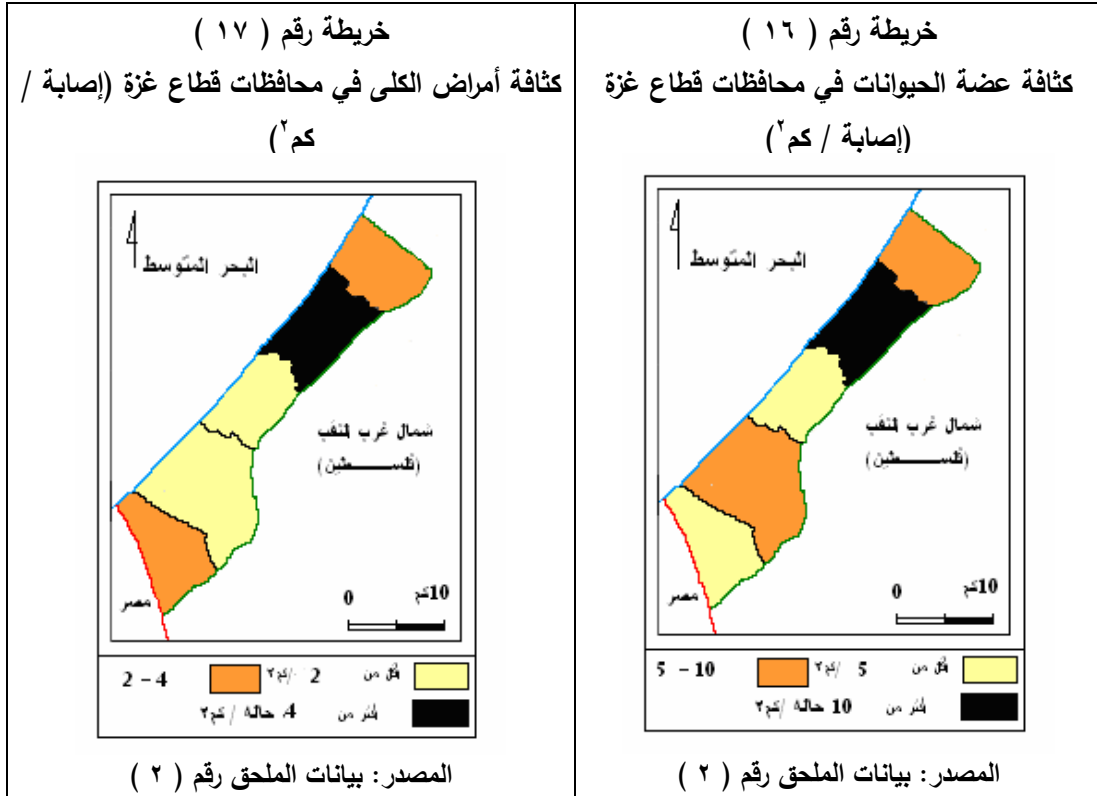 خريطة رقم ( ١٦ )
كثافة عضة الحيوانات في محافظات قطاع غزة
(إصابة / كم٢)
البحر المتوسط
شمال غرب النقب
(فلســـــطين)
مصر
0 10كم
أقل من 5 /كم٢ 5 - 10
أكثر من 10 حالة /كم٢
المصدر: بيانات الملحق رقم ( ٢ )
خريطة رقم ( ١٧ )
كثافة أمراض الكلى في محافظات قطاع غزة (إصابة /
كم٢)
البحر المتوسط
شمال غرب النقب
(فلســـــطين)
مصر
0 10كم
أقل من 2 /كم٢ 2 - 4
أكثر من 4 حالة /كم٢
المصدر: بيانات الملحق رقم ( ٢ )